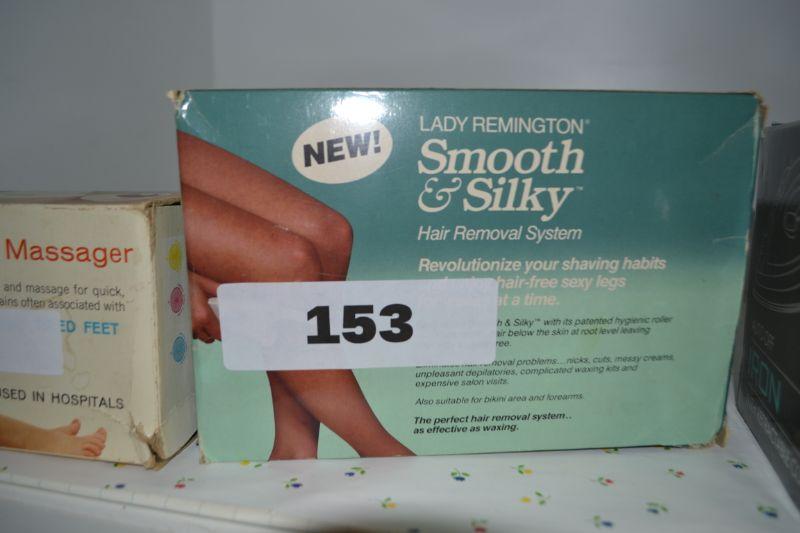 Massager
and massage for quick,
ains often associated with
ED FEET
USED IN HOSPITALS
NEW!
LADY REMINGTON®
Smooth
& Silky™
Hair Removal System
Revolutionize your shaving habits
hair-free sexy legs
at a time.
153
h & Silky™ with its patented hygienic roller
air below the skin at root level leaving
ree.
removal problems...nicks, cuts, messy creams,
unpleasant depilatories, complicated waxing kits and
expensive salon visits.
Also suitable for bikini area and forearms.
The perfect hair removal system..
as effective as waxing.
IRON